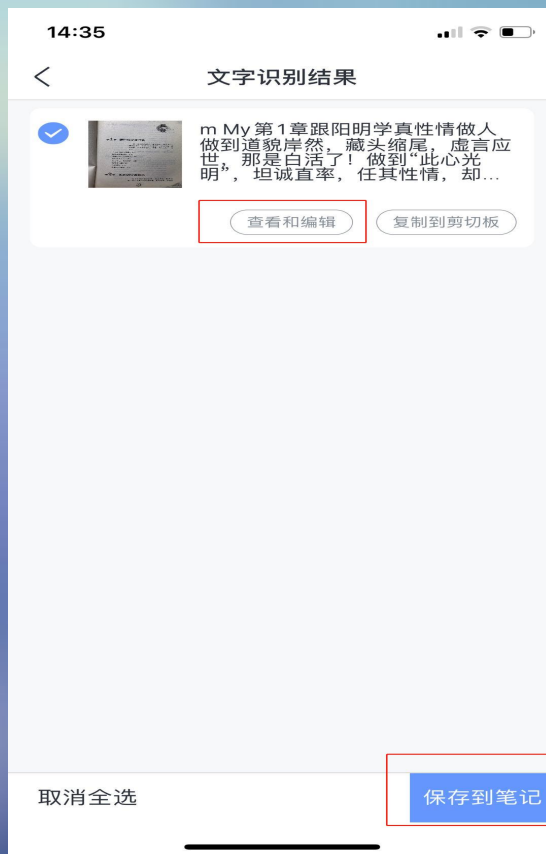 14:35
文字识别结果
m My第1章跟阳明学真性情做人
做到道貌岸然，藏头缩尾，虚言应
世，那是白活了！做到“此心光
明”，坦诚直率，任其性情，却...
查看和编辑
复制到剪切板
取消全选
保存到笔记